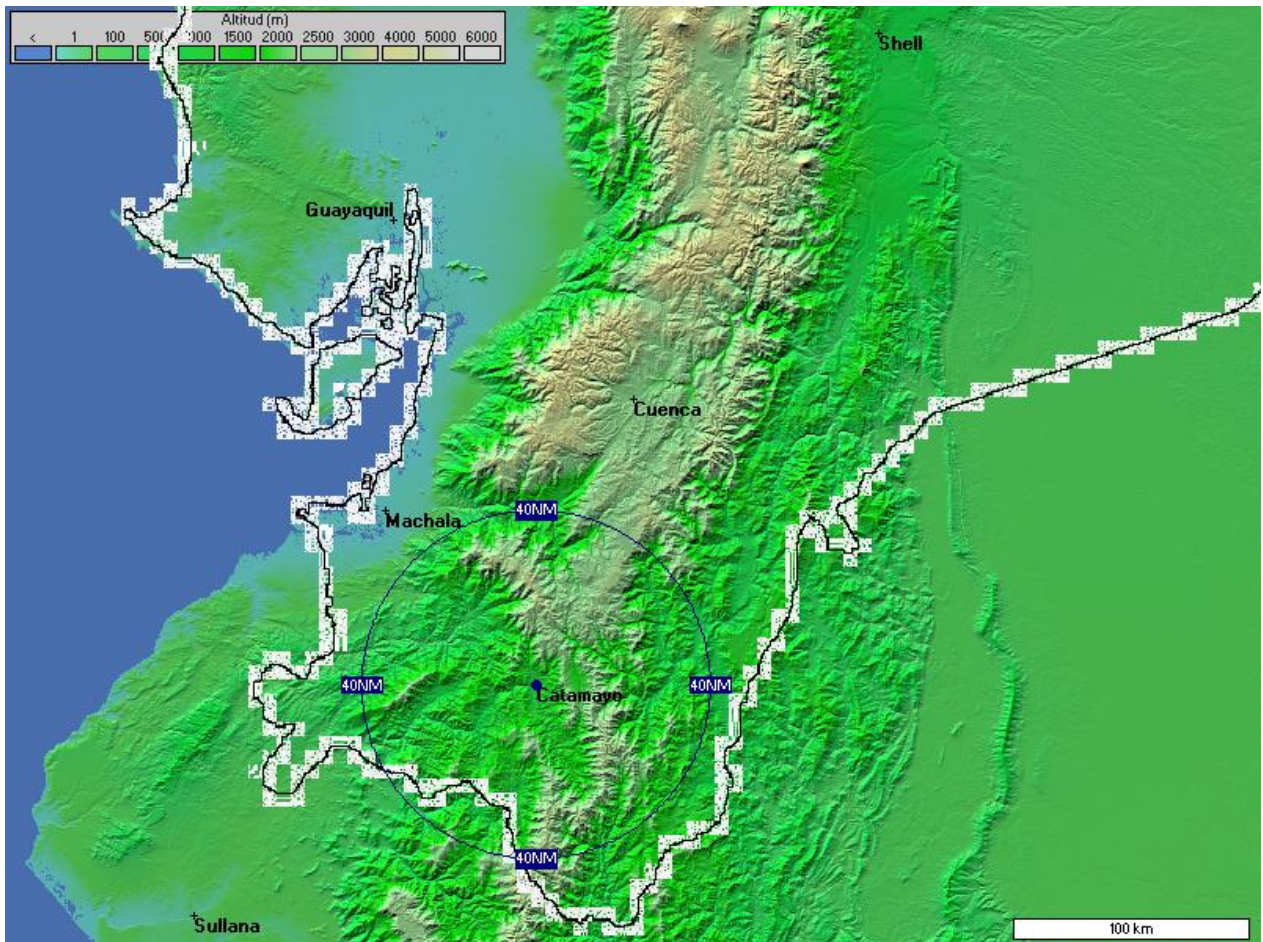 Altitud (m)
< 1 100 1500 2000 2500 3000 4000 5000 6000
Shell
Guayaquil
Cuenca
40NM
Machala
40NM Catamayo 40NM
40NM
Sullana
100 km